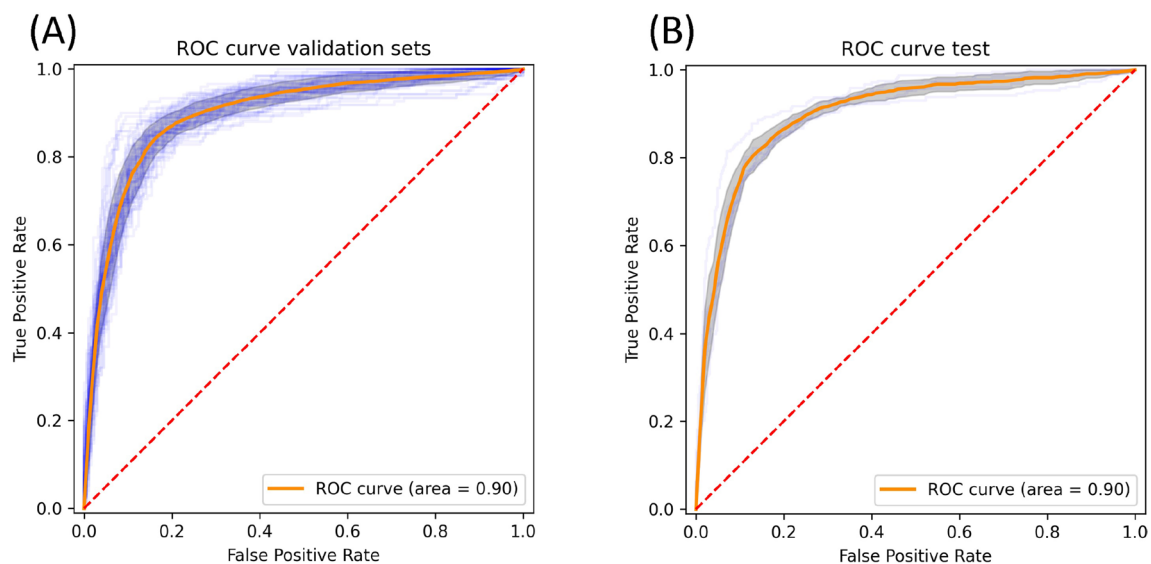 (A)
ROC curve validation sets
1.0
0.8
0.6
0.4
0.2
0.0
True Positive Rate
ROC curve (area = 0.90)
0.0 0.2 0.4 0.6 0.8 1.0
False Positive Rate
(B)
ROC curve test
1.0
0.8
0.6
0.4
0.2
0.0
True Positive Rate
ROC curve (area = 0.90)
0.0 0.2 0.4 0.6 0.8 1.0
False Positive Rate